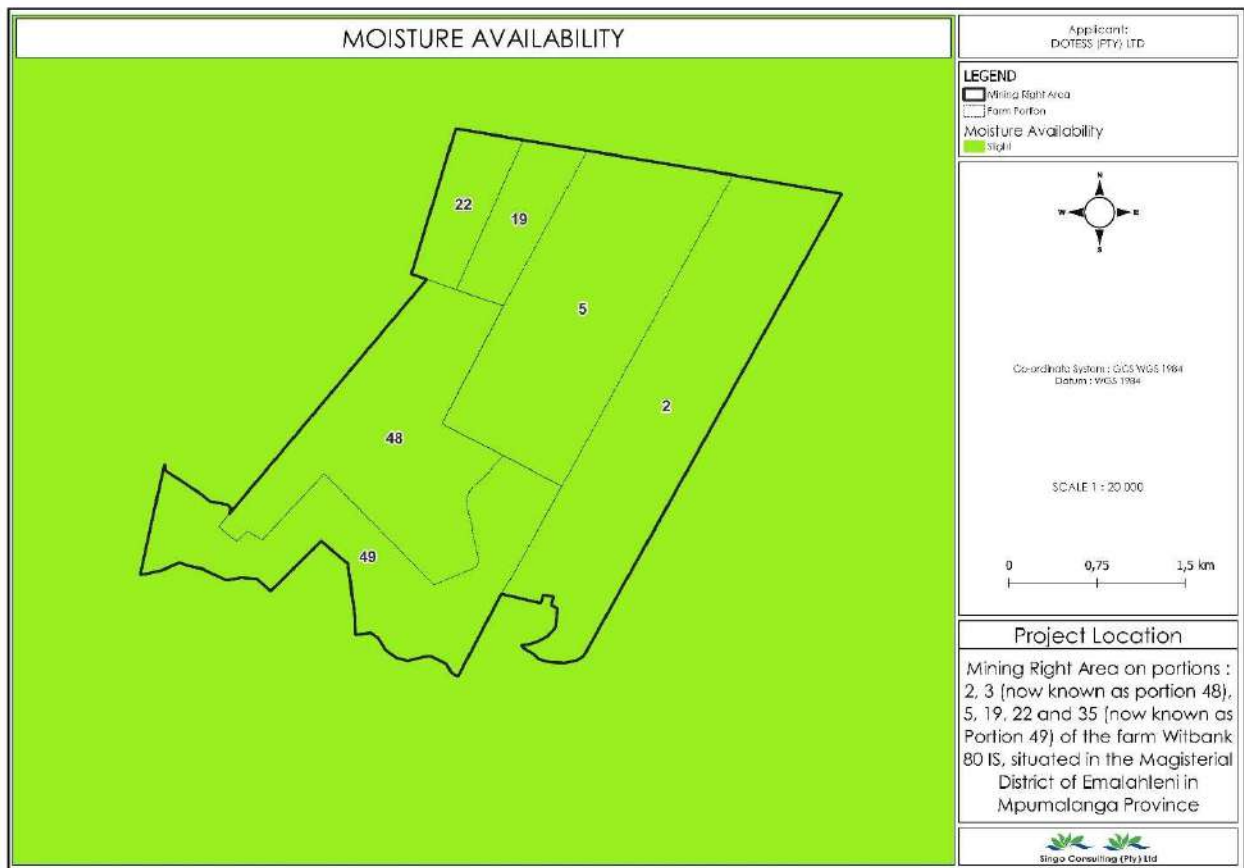 MOISTURE AVAILABILITY
22
19
5
2
48
49
Applicant:
DOTESS (PTY) LTD
LEGEND
Mining Right Area
Farm Portion
Moisture Availability
Slight
N
W
E
S
Co-ordinate System : GCS WGS 1984
Datum : WGS 1984
SCALE 1 : 20 000
0 0,75 1,5 km
Project Location
Mining Right Area on portions :
2, 3 (now known as portion 48),
5, 19, 22 and 35 (now known as
Portion 49) of the farm Witbank
80 IS, situated in the Magisterial
District of Emalahleni in
Mpumalanga Province
Singo Consulting (Pty) Ltd